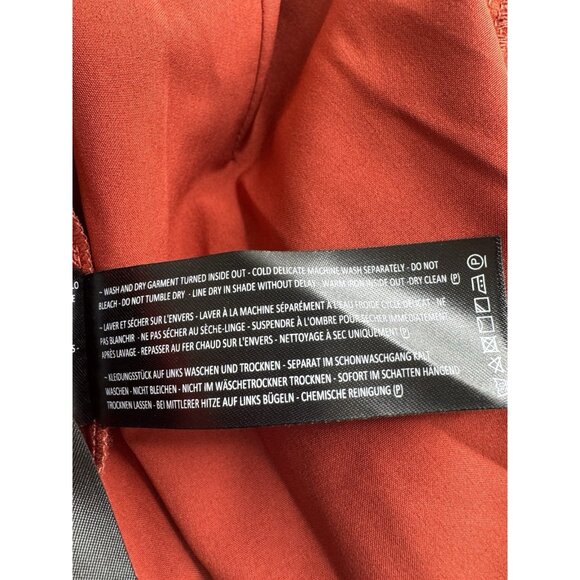 ~ WASH AND DRY GARMENT TURNED INSIDE OUT - COLD DELICATE MACHINE WASH SEPARATELY - DO NOT
BLEACH - DO NOT TUMBLE DRY - LINE DRY IN SHADE WITHOUT DELAY - WARM IRON INSIDE OUT - DRY CLEAN Ⓟ
~ LAVER ET SÉCHER SUR L'ENVERS - LAVER À LA MACHINE SÉPARÉMENT À L'EAU FROIDE CYCLE DÉLICAT - NE
PAS BLANCHIR - NE PAS SÉCHER AU SÈCHE-LINGE - SUSPENDRE À L'OMBRE POUR SÉCHER IMMÉDIATEMENT
APRÈS LAVAGE - REPASSER AU FER CHAUD SUR L'ENVERS - NETTOYAGE À SEC UNIQUEMENT Ⓟ
~ KLEIDUNGSSTÜCK AUF LINKS WASCHEN UND TROCKNEN - SEPARAT IM SCHONWASCHGANG KALT
WASCHEN - NICHT BLEICHEN - NICHT IM WÄSCHETROCKNER TROCKNEN - SOFORT IM SCHATTEN HÄNGEND
TROCKNEN LASSEN - BEI MITTLERER HITZE AUF LINKS BÜGELN - CHEMISCHE REINIGUNG Ⓟ
LO
E
S -